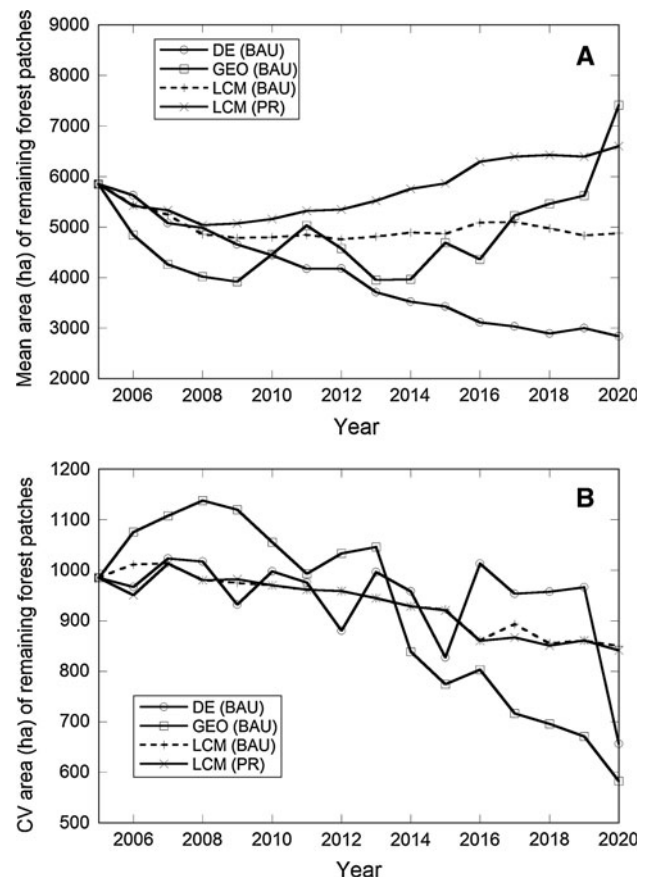 A
DE (BAU)
GEO (BAU)
LCM (BAU)
LCM (PR)
Mean area (ha) of remaining forest patches
9000
8000
7000
6000
5000
4000
3000
2000
2006 2008 2010 2012 2014 2016 2018 2020
Year
B
CV area (ha) of remaining forest patches
1200
1100
1000
900
800
700
600
500
DE (BAU)
GEO (BAU)
LCM (BAU)
LCM (PR)
2006 2008 2010 2012 2014 2016 2018 2020
Year